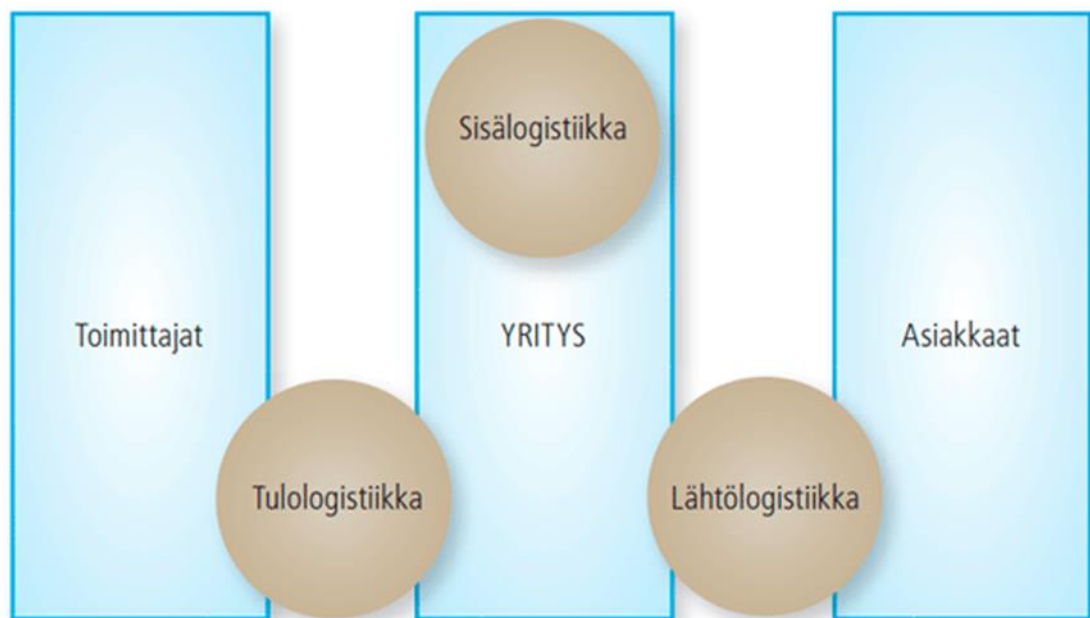 Sisälogistiikka
Toimittajat
YRITYS
Asiakkaat
Tulologistiikka
Lähtölogistiikka